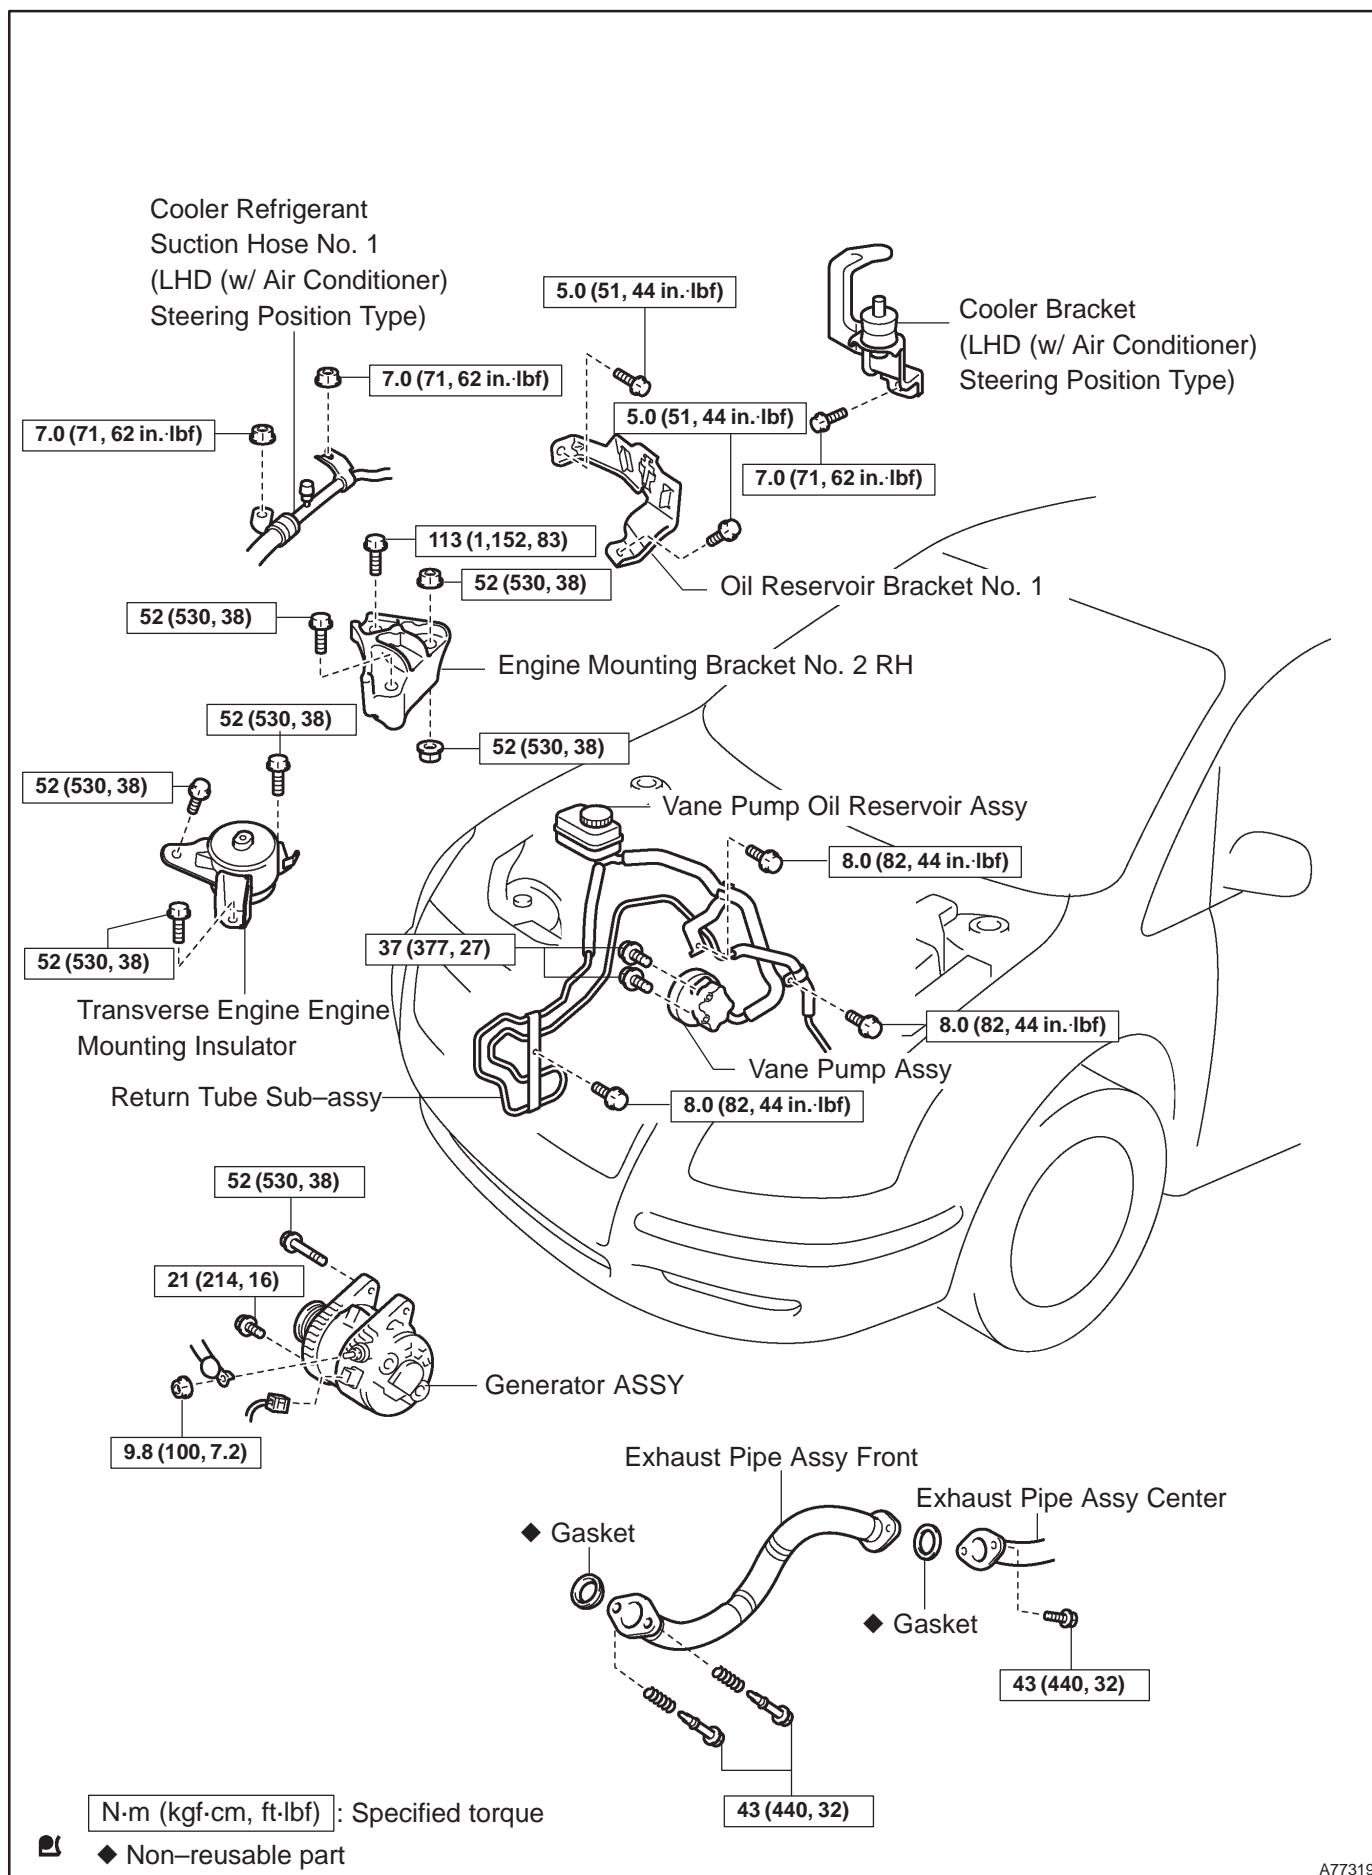 Cooler Refrigerant
Suction Hose No. 1
(LHD (w/ Air Conditioner)
Steering Position Type)
5.0 (51, 44 in.·lbf)
Cooler Bracket
(LHD (w/ Air Conditioner)
Steering Position Type)
7.0 (71, 62 in.·lbf)
5.0 (51, 44 in.·lbf)
7.0 (71, 62 in.·lbf)
7.0 (71, 62 in.·lbf)
113 (1,152, 83)
52 (530, 38)
Oil Reservoir Bracket No. 1
52 (530, 38)
Engine Mounting Bracket No. 2 RH
52 (530, 38)
52 (530, 38)
52 (530, 38)
Vane Pump Oil Reservoir Assy
8.0 (82, 44 in.·lbf)
37 (377, 27)
52 (530, 38)
Transverse Engine Engine
Mounting Insulator
8.0 (82, 44 in.·lbf)
Vane Pump Assy
Return Tube Sub–assy
8.0 (82, 44 in.·lbf)
52 (530, 38)
21 (214, 16)
Generator ASSY
9.8 (100, 7.2)
Exhaust Pipe Assy Front
Exhaust Pipe Assy Center
◆ Gasket
◆ Gasket
43 (440, 32)
43 (440, 32)
N·m (kgf·cm, ft·lbf) : Specified torque
◆ Non–reusable part
A77319